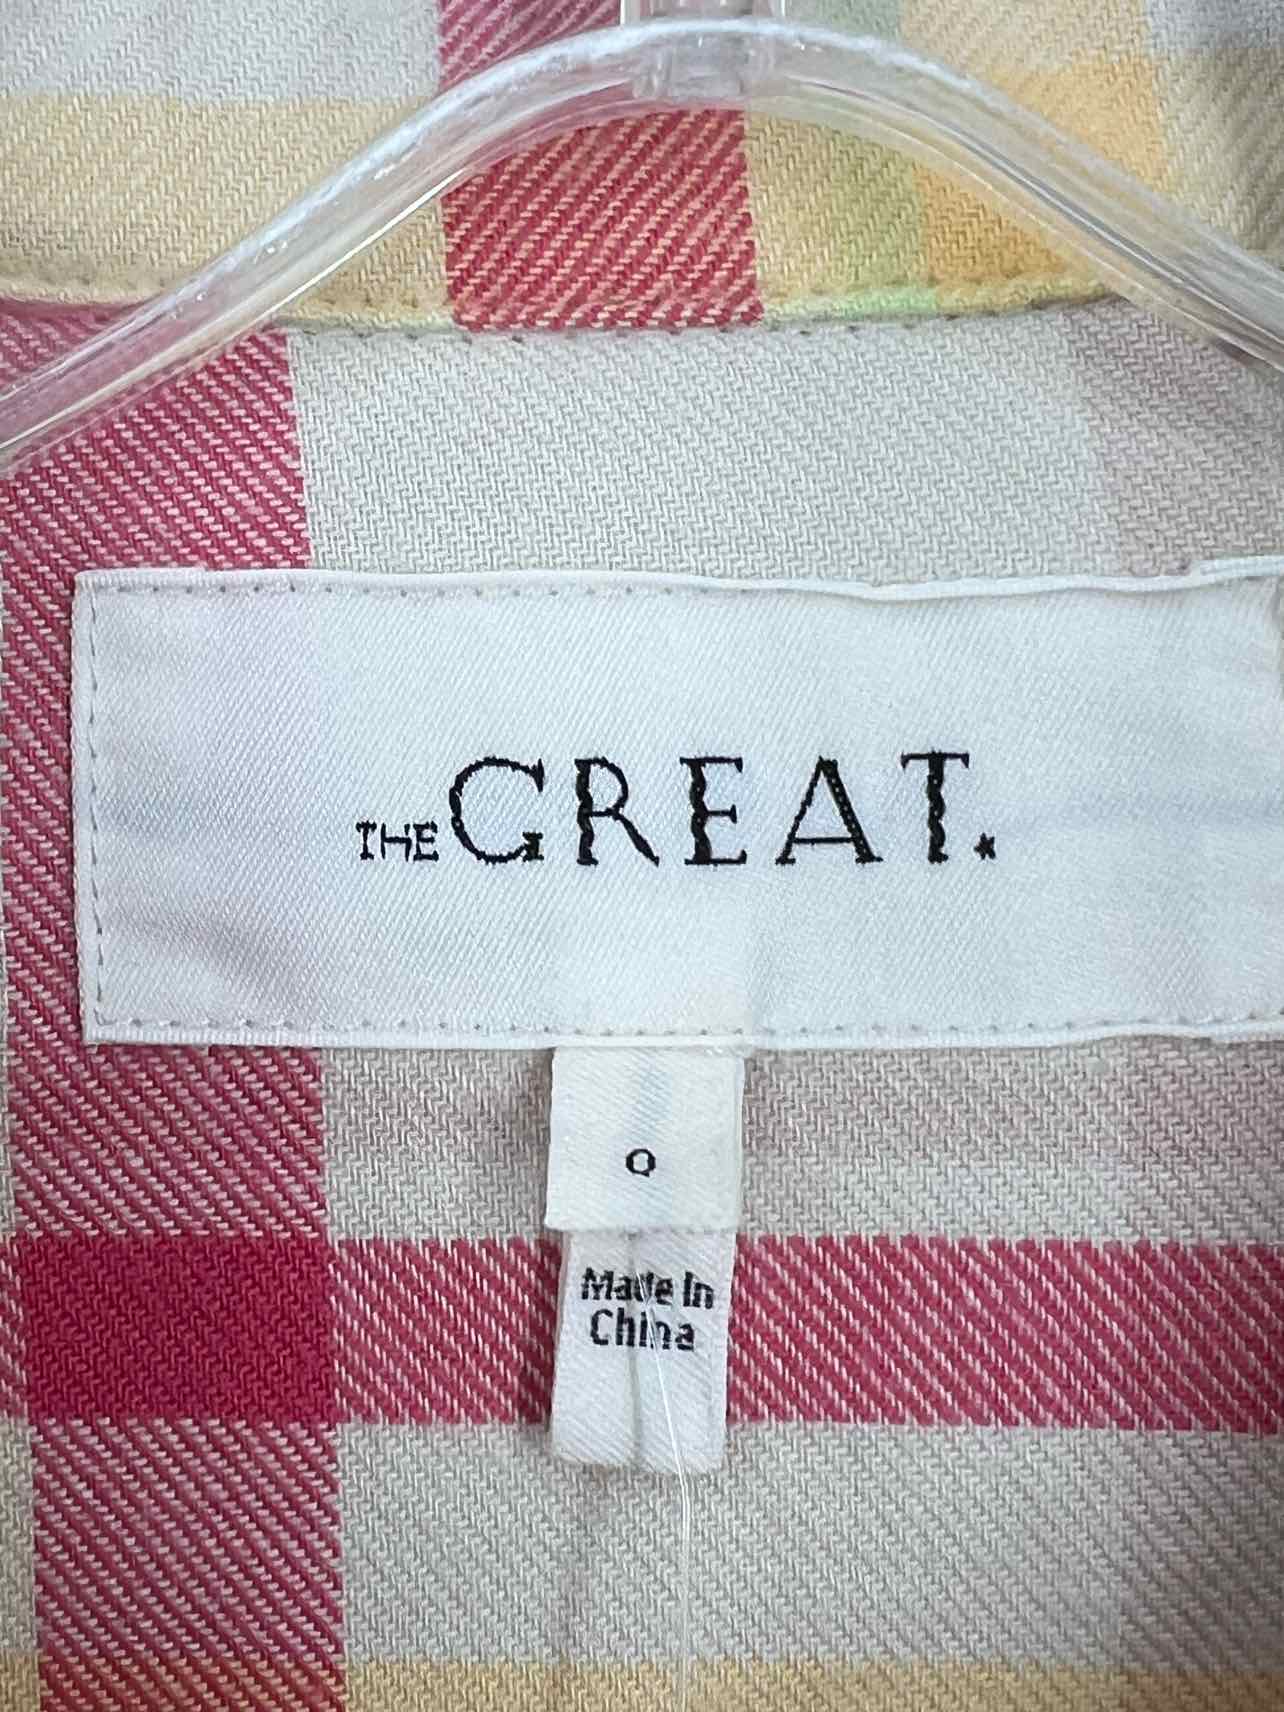 THE GREAT.
0
Made In
China